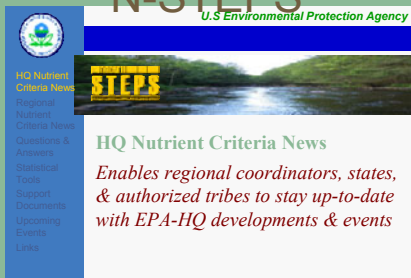 N-STEPS
U.S Environmental Protection Agency
STEPS
HQ Nutrient
Criteria News
Regional
Nutrient
Criteria News
Questions &
Answers
Statistical
Tools
Support
Documents
Upcoming
Events
Links
HQ Nutrient Criteria News
Enables regional coordinators, states,
& authorized tribes to stay up-to-date
with EPA-HQ developments & events